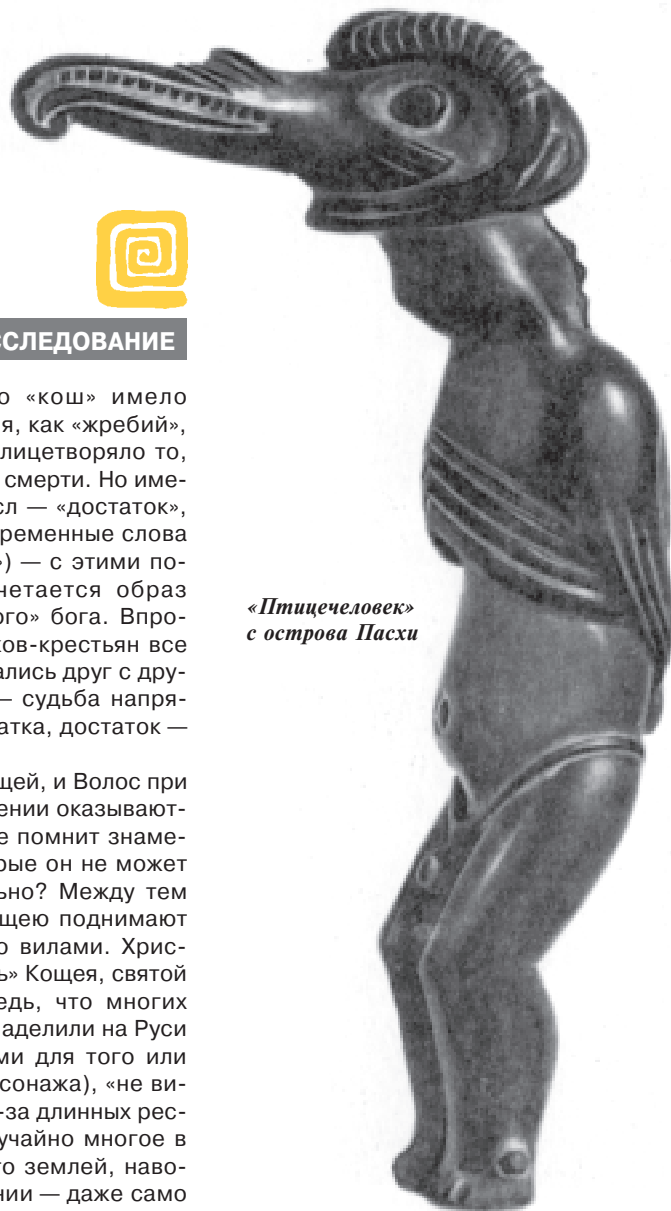 ССЛЕДОВАНИЕ
о «кош» имело
я, как «жребий»,
лицетворяло то,
смерти. Но име-
сл — «достаток»,
временные слова
») — с этими по-
четается образ
ого» бога. Впро-
ков-крестьян все
ались друг с дру-
— судьба напря-
атка, достаток —
щей, и Волос при
ении оказывают-
е помнит знаме-
рые он не может
ьно? Между тем
щею поднимают
о вилами. Хрис-
ь» Кощея, святой
едь, что многих
аделили на Руси
ми для того или
сонажа), «не ви-
-за длинных рес-
учайно многое в
го землей, наво-
нии — даже само
«Птицечеловек»
с острова Пасхи